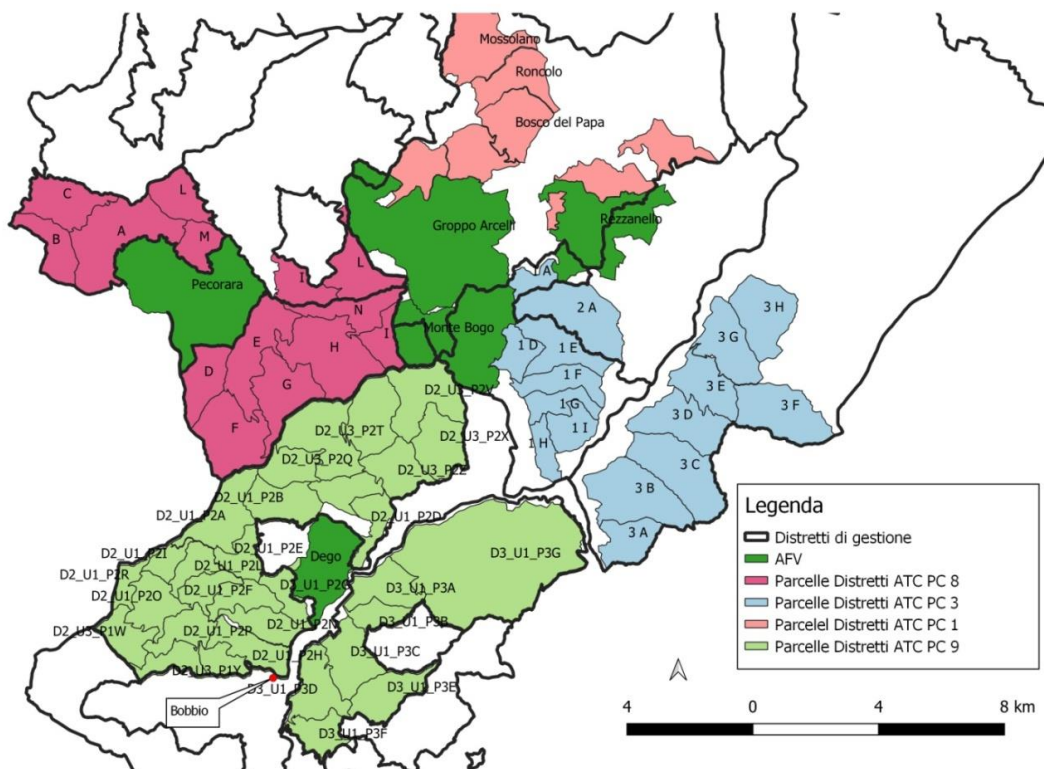 Mossolano
Roncolo
Bosco del Papa
C
L
B
A
M
Pecorara
Groppo Arcelli
Rezzanello
I
L
A
N
Monte Bogo
I
2 A
3 H
E
H
1 D
1 E
3 G
D
G
1 F
3 E
F
D2_U3_P2V
1 G
3 D
3 F
D2_U3_P2T
D2_U3_P2X
1 H
1 I
D2_U3_P2Q
D2_U3_P2Z
3 C
D2_U1_P2B
3 B
D2_U1_P2A
D2_U1_P2D
3 A
D2_U1_P2I
D2_U1_P2E
Dego
D3_U1_P3G
D2_U1_P2R
D2_U1_P2L
D2_U1_P2O
D2_U1_P2F
D2_U1_P2G
D3_U1_P3A
D2_U3_P1W
D2_U1_P2P
D2_U1_P2N
D3_U1_P3B
D2_U1_P2H
D3_U1_P3C
D2_U3_P1Y
D3_U1_P3D
D3_U1_P3E
Bobbio
D3_U1_P3F
Legenda
Distretti di gestione
AFV
Parcelle Distretti ATC PC 8
Parcelle Distretti ATC PC 3
Parcelel Distretti ATC PC 1
Parcelle Distretti ATC PC 9
4 0 4 8 km